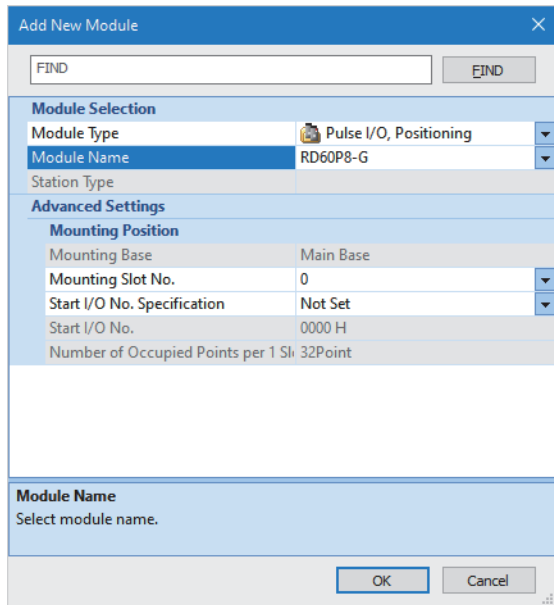 Add New Module
FIND FIND
Module Selection
Module Type Pulse I/O, Positioning
Module Name RD60P8-G
Station Type
Advanced Settings
Mounting Position
Mounting Base Main Base
Mounting Slot No. 0
Start I/O No. Specification Not Set
Start I/O No. 0000 H
Number of Occupied Points per 1 Sl 32Point
Module Name
Select module name.
OK Cancel